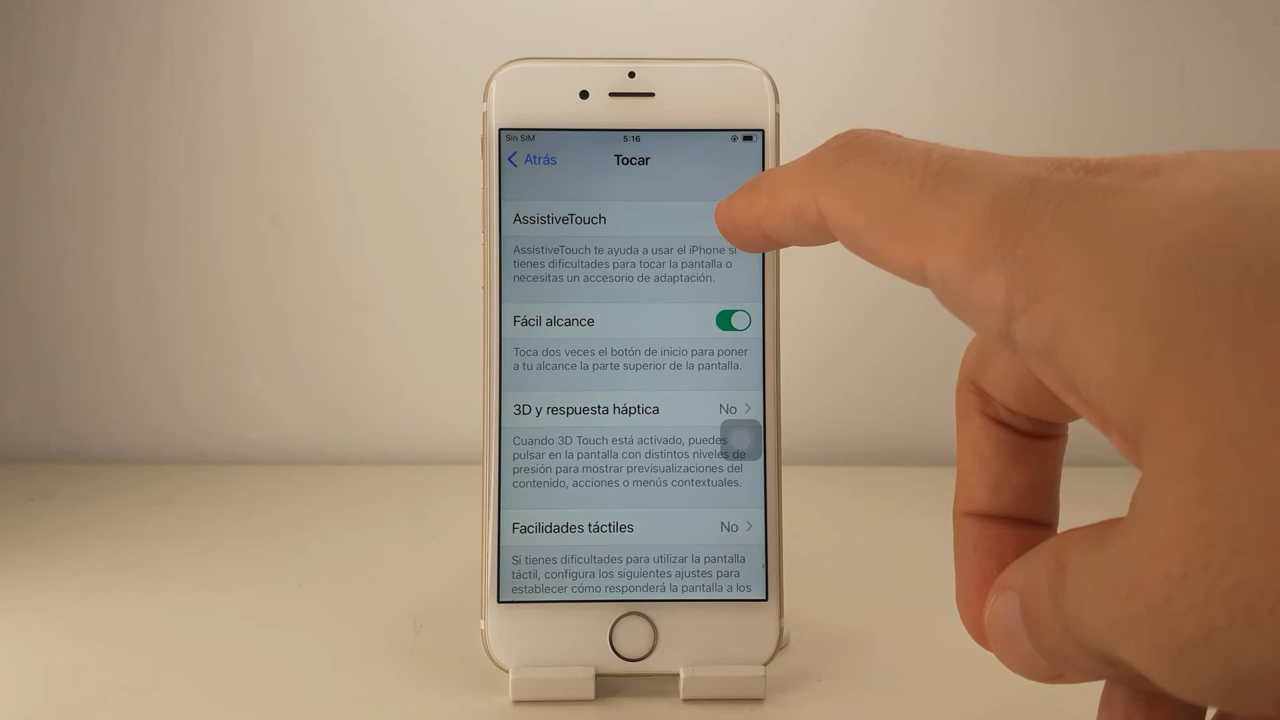 Sin SIM 5:16
Atrás Tocar
AssistiveTouch
AssistiveTouch te ayuda a usar el iPhone si
tienes dificultades para tocar la pantalla o
necesitas un accesorio de adaptación.
Fácil alcance
Toca dos veces el botón de inicio para poner
a tu alcance la parte superior de la pantalla.
3D y respuesta háptica No
Cuando 3D Touch está activado, puedes
pulsar en la pantalla con distintos niveles de
presión para mostrar previsualizaciones del
contenido, acciones o menús contextuales.
Facilidades táctiles No
Si tienes dificultades para utilizar la pantalla
táctil, configura los siguientes ajustes para
establecer cómo responderá la pantalla a los